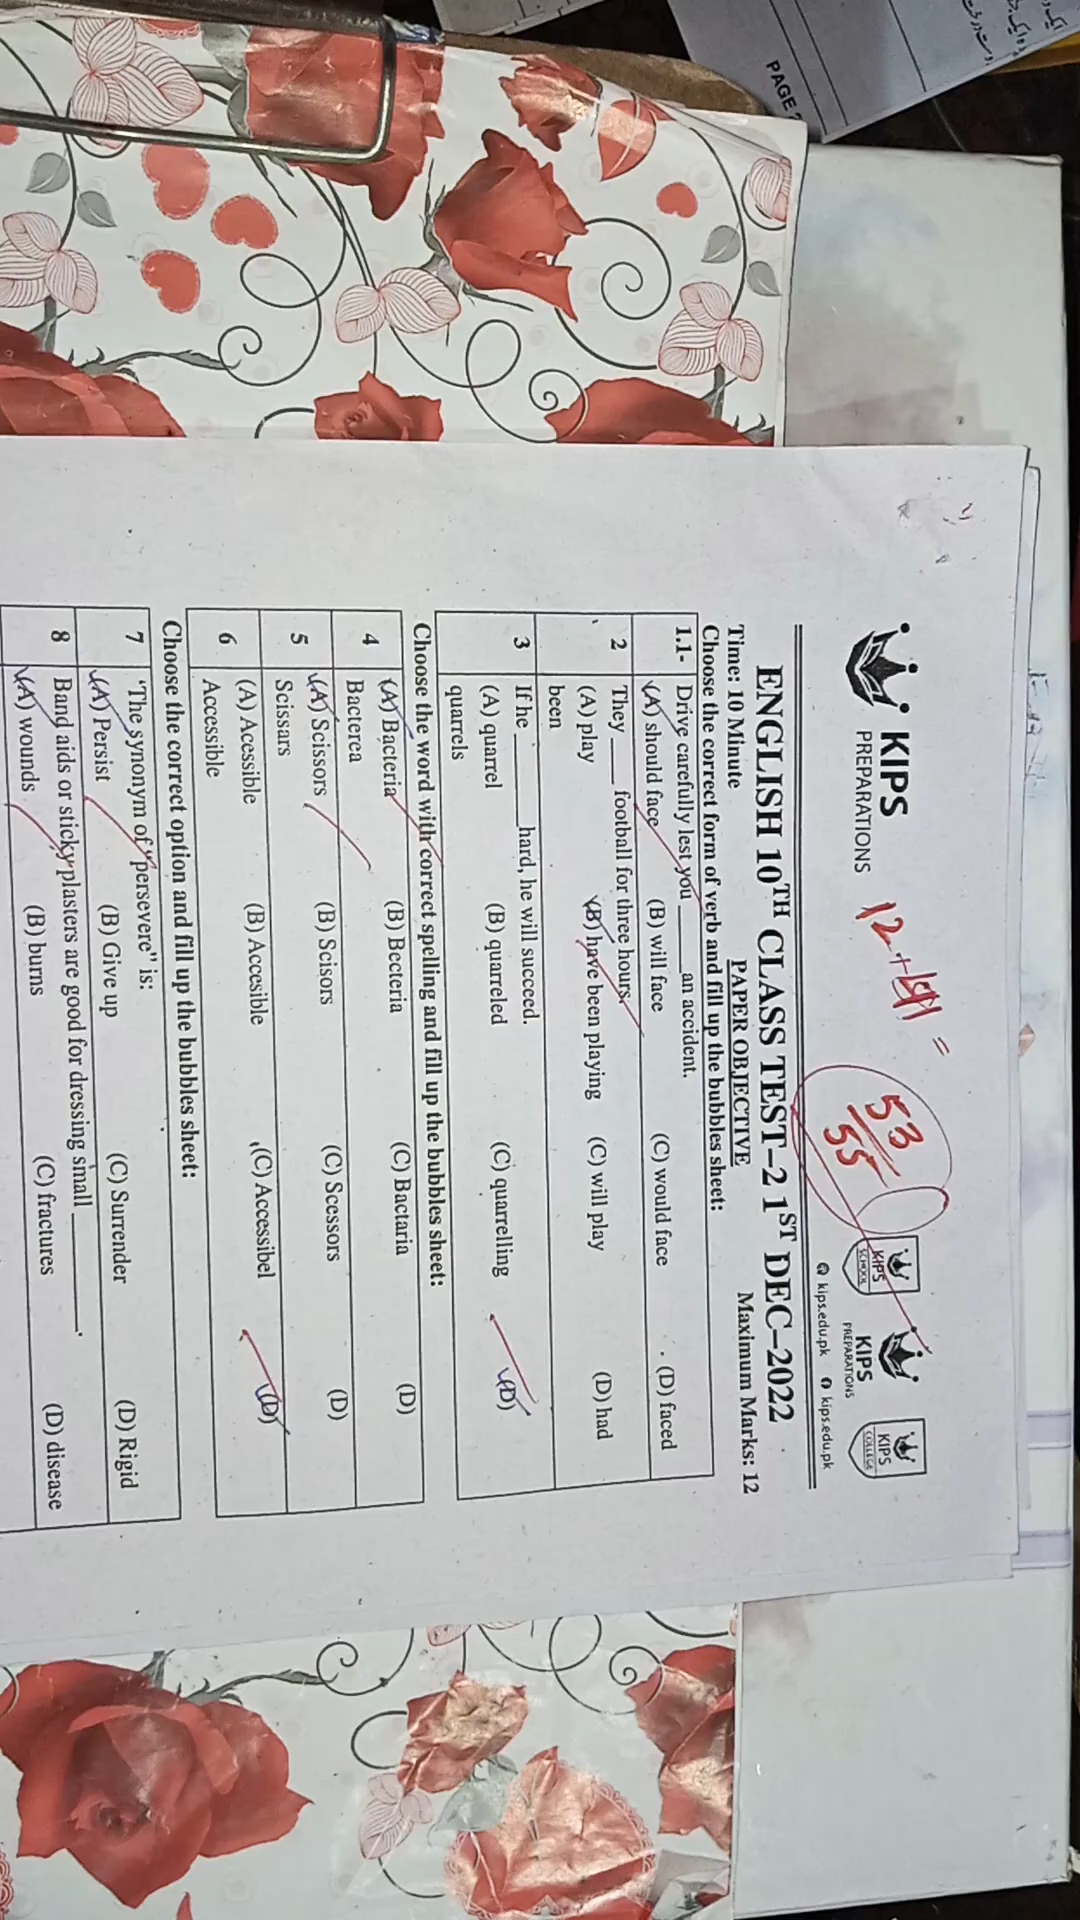 PAGE
KIPS
PREPARATIONS
12 + 41 =
53
55
KIPS
SCHOOL
KIPS
PREPARATIONS
KIPS
COLLEGE
kips.edu.pk kips.edu.pk
ENGLISH 10TH CLASS TEST–2 1ST DEC–2022
Time: 10 Minute PAPER OBJECTIVE Maximum Marks: 12
Choose the correct form of verb and fill up the bubbles sheet:
1.1- Drive carefully lest you ____ an accident.
(A) should face (B) will face (C) would face (D) faced
2 They ____ football for three hours.
(A) play (B) have been playing (C) will play (D) had
been
3 If he ________hard, he will succeed.
(A) quarrel (B) quarreled (C) quarrelling (D)
quarrels
Choose the word with correct spelling and fill up the bubbles sheet:
4 (A) Bacteria (B) Becteria (C) Bactaria (D)
Bacterea
5 (A) Scissors (B) Scisors (C) Scessors (D)
Scissars
6 (A) Acessible (B) Accesible (C) Accessibel (D)
Accessible
Choose the correct option and fill up the bubbles sheet:
7 'The synonym of "persevere" is:
(A) Persist (B) Give up (C) Surrender (D) Rigid
8 Band aids or sticky plasters are good for dressing small ________.
(A) wounds (B) burns (C) fractures (D) disease